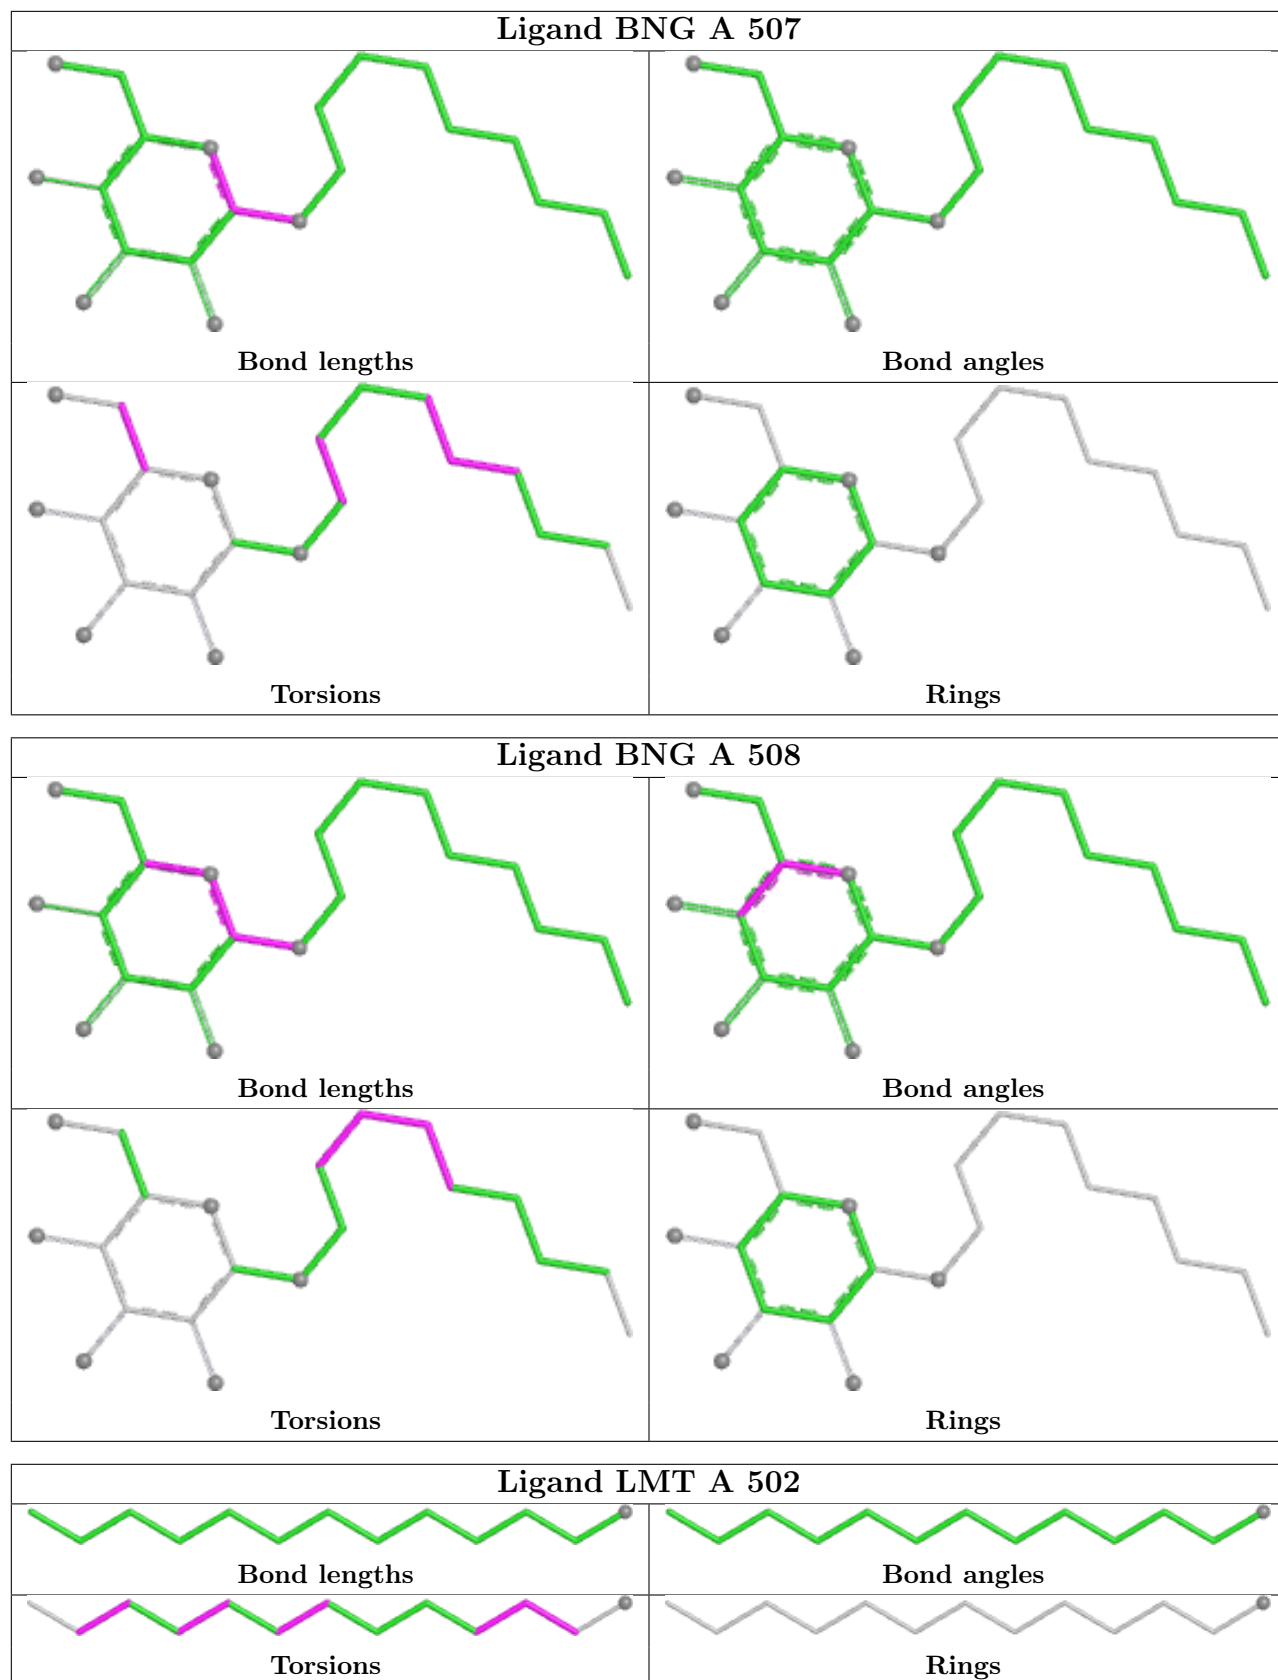 Ligand BNG A 507
Bond lengths
Bond angles
Torsions
Rings
Ligand BNG A 508
Bond lengths
Bond angles
Torsions
Rings
Ligand LMT A 502
Bond lengths
Bond angles
Torsions
Rings